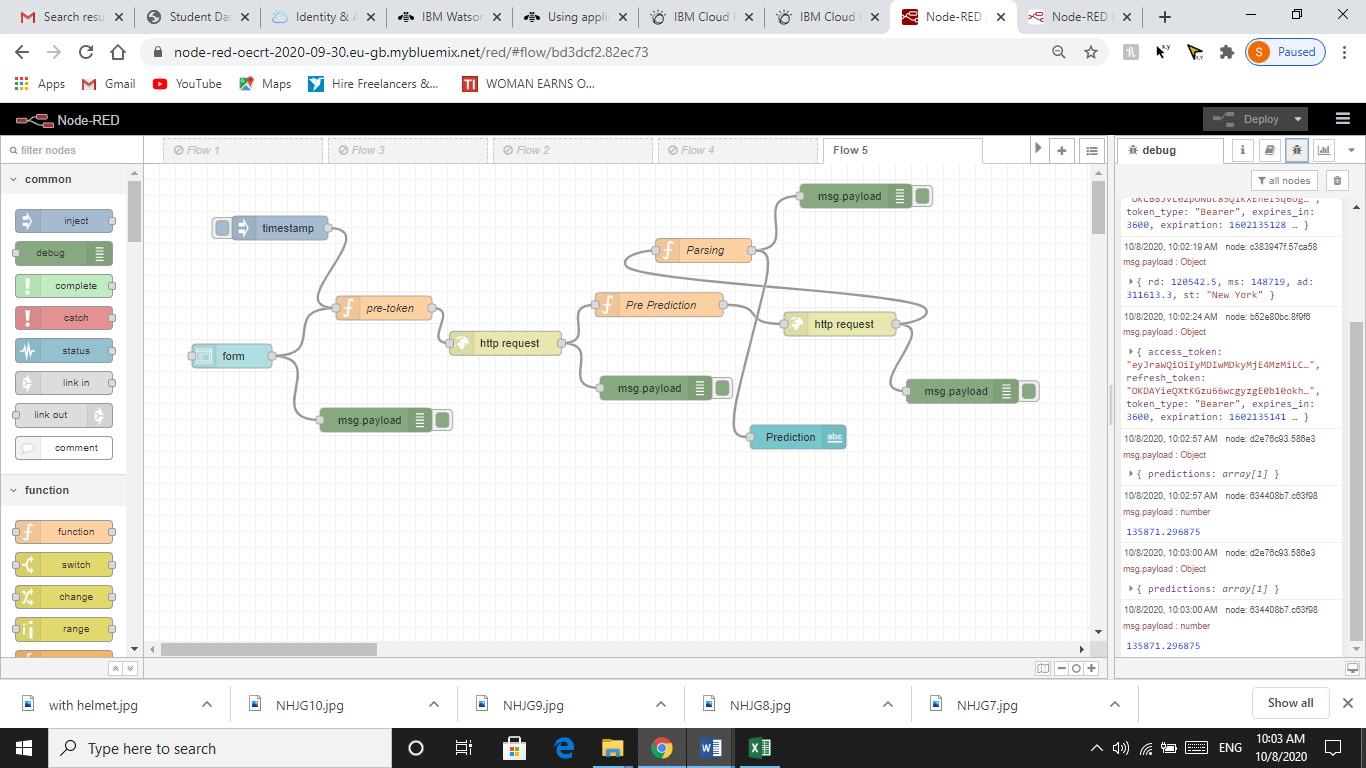 Search resu
Student Das
Identity & A
IBM Watson
Using applic
IBM Cloud
IBM Cloud
Node-RED
Node-RED
node-red-oecrt-2020-09-30.eu-gb.mybluemix.net/red/#flow/bd3dcf2.82ec73
S Paused
Apps Gmail YouTube Maps Hire Freelancers &... WOMAN EARNS O...
Node-RED
Deploy
filter nodes
Flow 1
Flow 3
Flow 2
Flow 4
Flow 5
debug
i
all nodes
common
inject
debug
complete
catch
status
link in
link out
comment
function
function
switch
change
range
timestamp
form
pre-token
msg.payload
http request
Pre Prediction
msg.payload
Parsing
msg.payload
http request
msg.payload
Prediction
abc
token_type: "Bearer", expires_in:
3600, expiration: 1602135128 … }
10/8/2020, 10:02:19 AM node: c383947f.57ca58
msg.payload : Object
{ rd: 120542.5, ms: 148719, ad:
311613.3, st: "New York" }
10/8/2020, 10:02:24 AM node: b52e80bc.8f9f6
msg.payload : Object
{ access_token:
"eyJraWQiOiIyMDIwMDkyMjE4MzMiLC…",
refresh_token:
"OKDAYieQXtKGzu66wcgyzgE0b10okh…",
token_type: "Bearer", expires_in:
3600, expiration: 1602135141 … }
10/8/2020, 10:02:57 AM node: d2e76c93.586e3
msg.payload : Object
{ predictions: array[1] }
10/8/2020, 10:02:57 AM node: 634408b7.c63f98
msg.payload : number
135871.296875
10/8/2020, 10:03:00 AM node: d2e76c93.586e3
msg.payload : Object
{ predictions: array[1] }
10/8/2020, 10:03:00 AM node: 634408b7.c63f98
msg.payload : number
135871.296875
with helmet.jpg
NHJG10.jpg
NHJG9.jpg
NHJG8.jpg
NHJG7.jpg
Show all
Type here to search
ENG
10:03 AM
10/8/2020